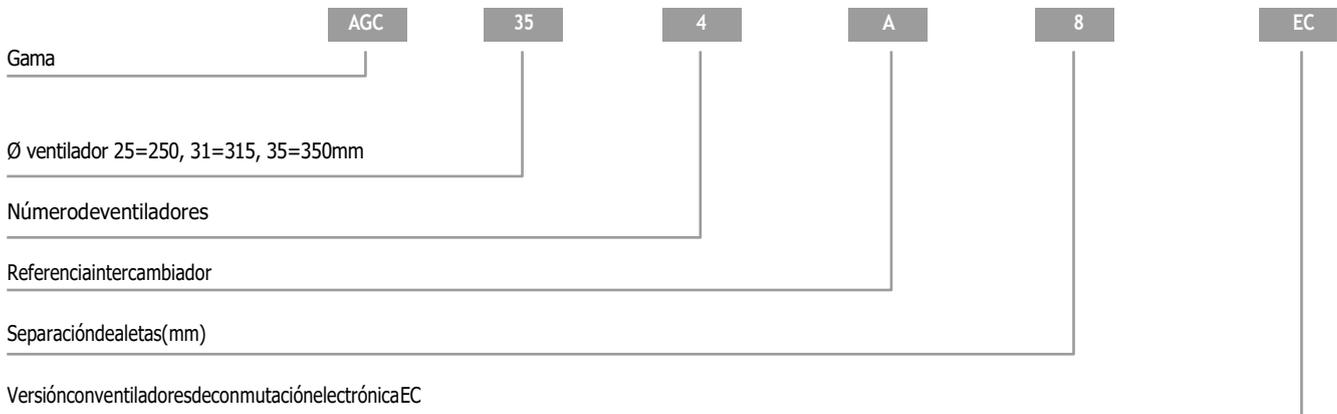 AGC 35 4 A 8 EC
Gama
Ø ventilador 25=250, 31=315, 35=350mm
Númerodeventiladores
Referenciaintercambiador
Separacióndealetas(mm)
VersiónconventiladoresdeconmutaciónelectrónicaEC